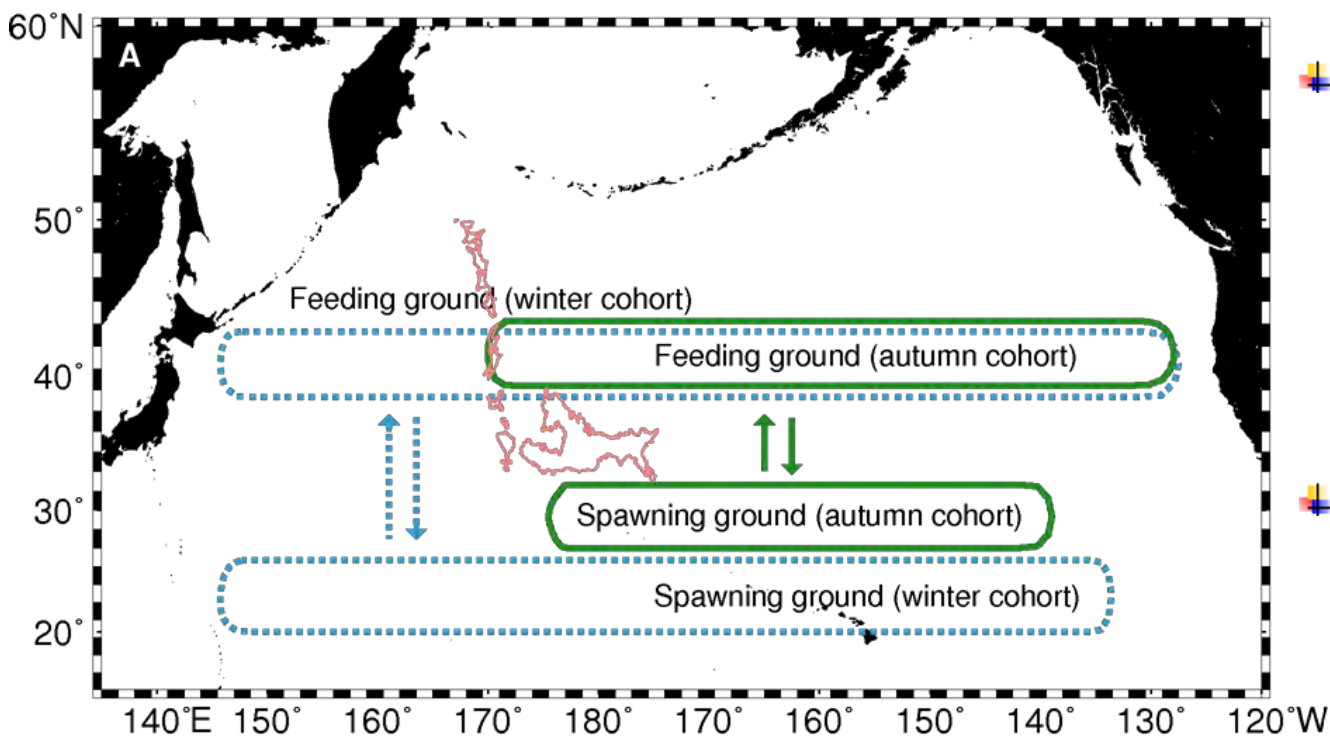 60°N
A
50°
Feeding ground (winter cohort)
Feeding ground (autumn cohort)
40°
30°
Spawning ground (autumn cohort)
Spawning ground (winter cohort)
20°
140°E 150° 160° 170° 180° 170° 160° 150° 140° 130° 120°W